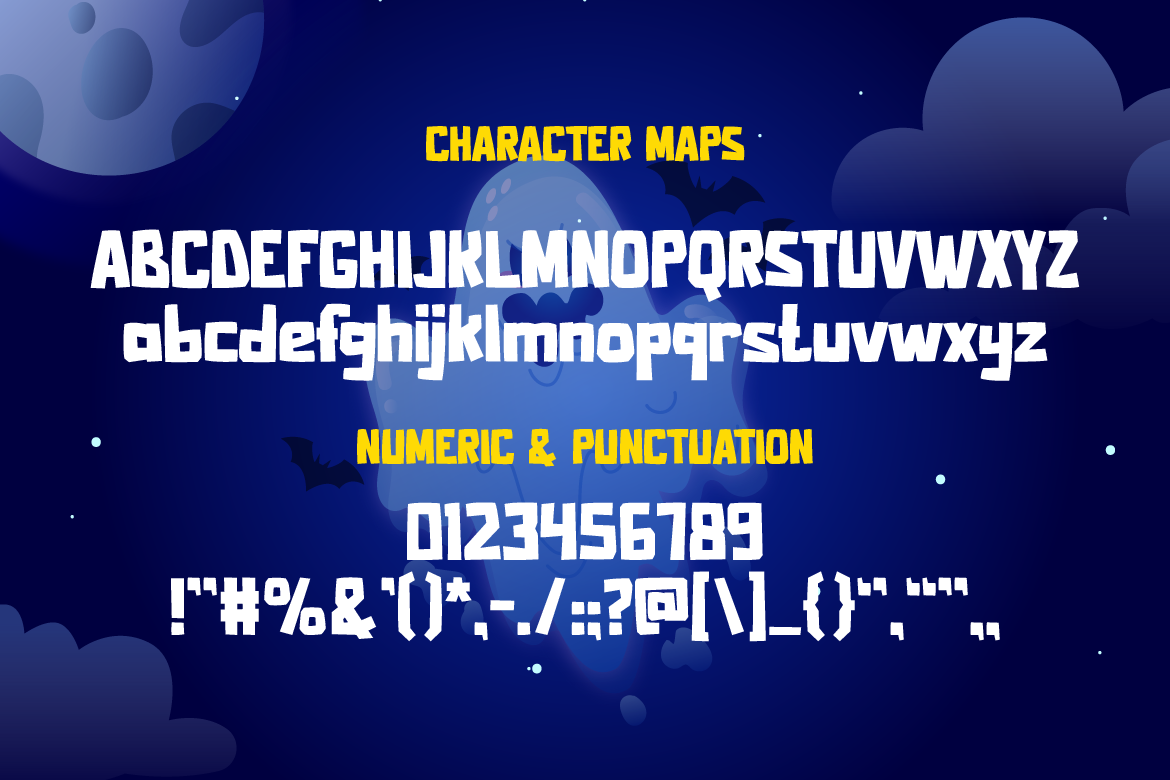 CHARACTER MAPS
ABCDEFGHIJKLMNOPQRSTUVWXYZ
abcdefghijklmnopqrstuvwxyz
NUMERIC & PUNCTUATION
0123456789
!"#%&'()*,-./:;?@[\]_{}‘’‚“”„